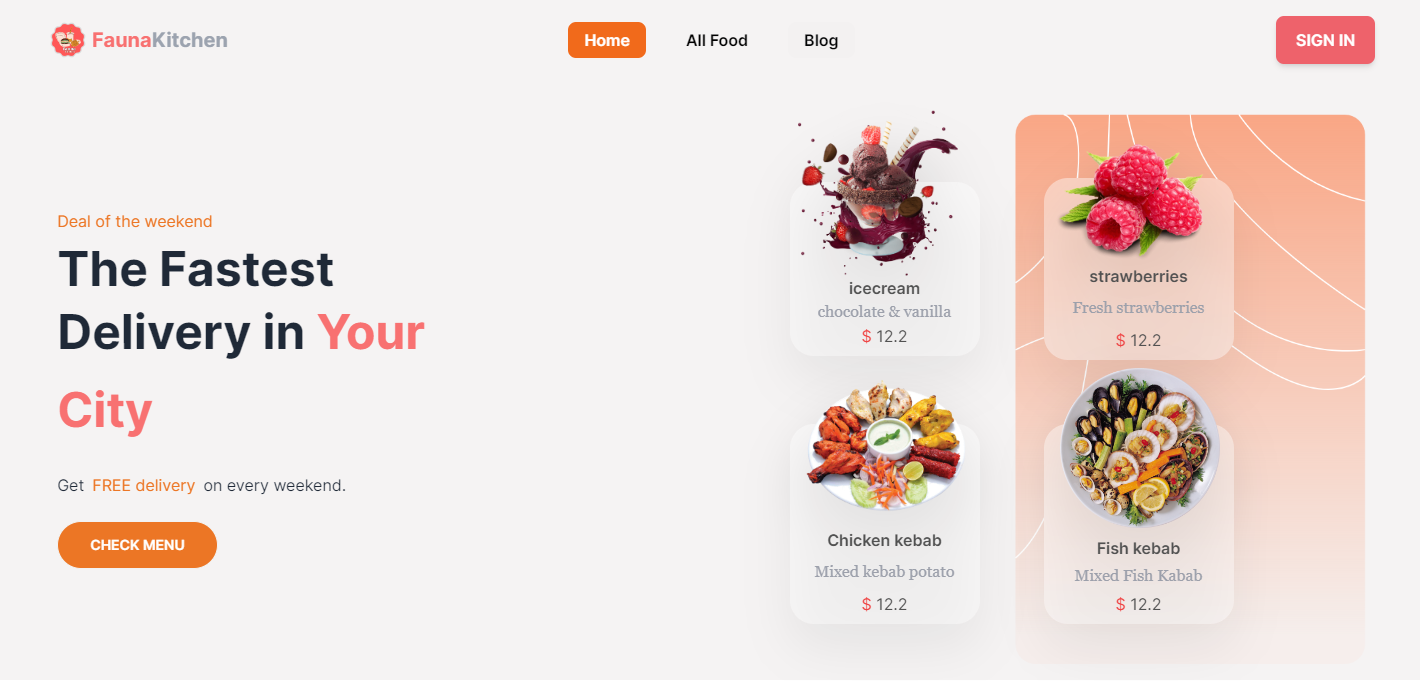 FaunaKitchen
Home
All Food
Blog
SIGN IN
Deal of the weekend
The Fastest
Delivery in Your
City
Get FREE delivery on every weekend.
CHECK MENU
icecream
chocolate & vanilla
$ 12.2
strawberries
Fresh strawberries
$ 12.2
Chicken kebab
Mixed kebab potato
$ 12.2
Fish kebab
Mixed Fish Kabab
$ 12.2